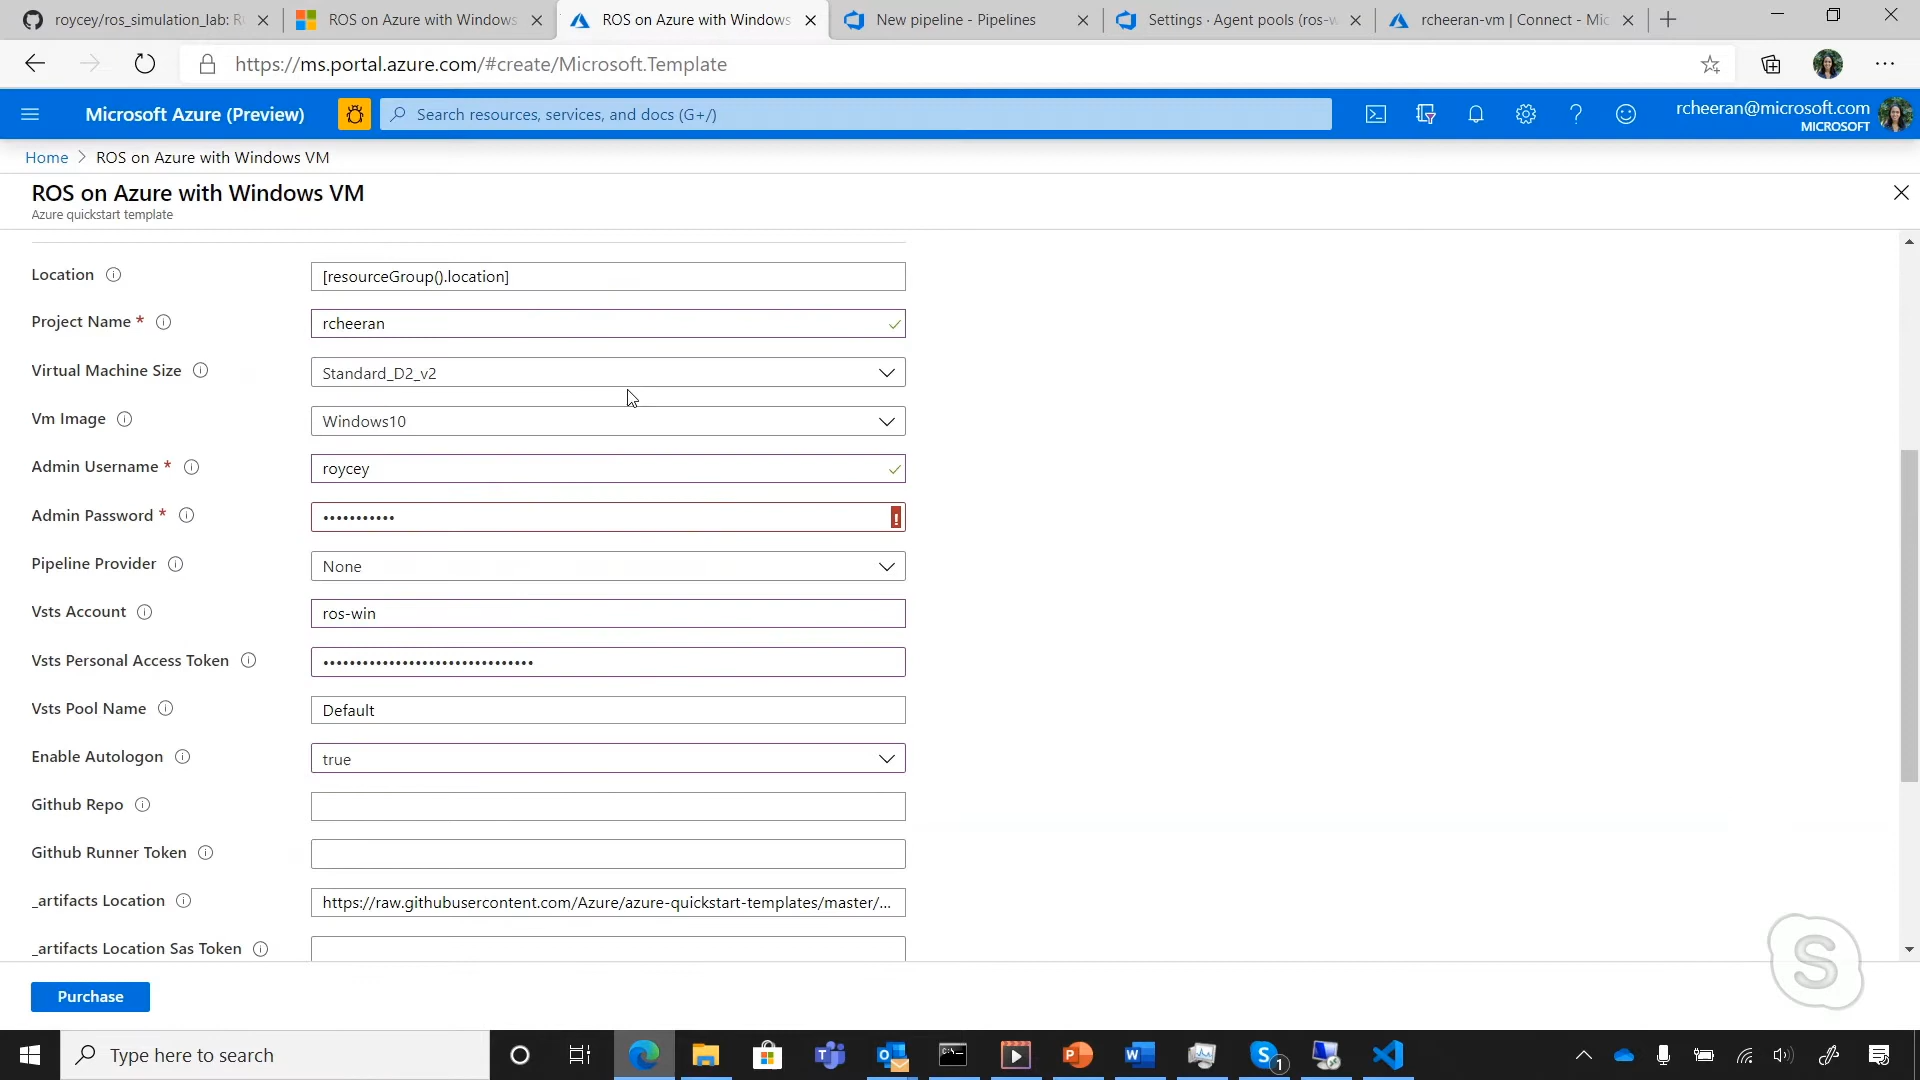 roycey/ros_simulation_lab: R
ROS on Azure with Windows
ROS on Azure with Windows
New pipeline - Pipelines
Settings · Agent pools (ros-w
rcheeran-vm | Connect - Mic
https://ms.portal.azure.com/#create/Microsoft.Template
Microsoft Azure (Preview)
Search resources, services, and docs (G+/)
rcheeran@microsoft.com
MICROSOFT
Home > ROS on Azure with Windows VM
ROS on Azure with Windows VM
Azure quickstart template
Location
[resourceGroup().location]
Project Name *
rcheeran
Virtual Machine Size
Standard_D2_v2
Vm Image
Windows10
Admin Username *
roycey
Admin Password *
•••••••••••
Pipeline Provider
None
Vsts Account
ros-win
Vsts Personal Access Token
••••••••••••••••••••••••••••••••
Vsts Pool Name
Default
Enable Autologon
true
Github Repo
Github Runner Token
_artifacts Location
https://raw.githubusercontent.com/Azure/azure-quickstart-templates/master/...
_artifacts Location Sas Token
Purchase
Type here to search
1